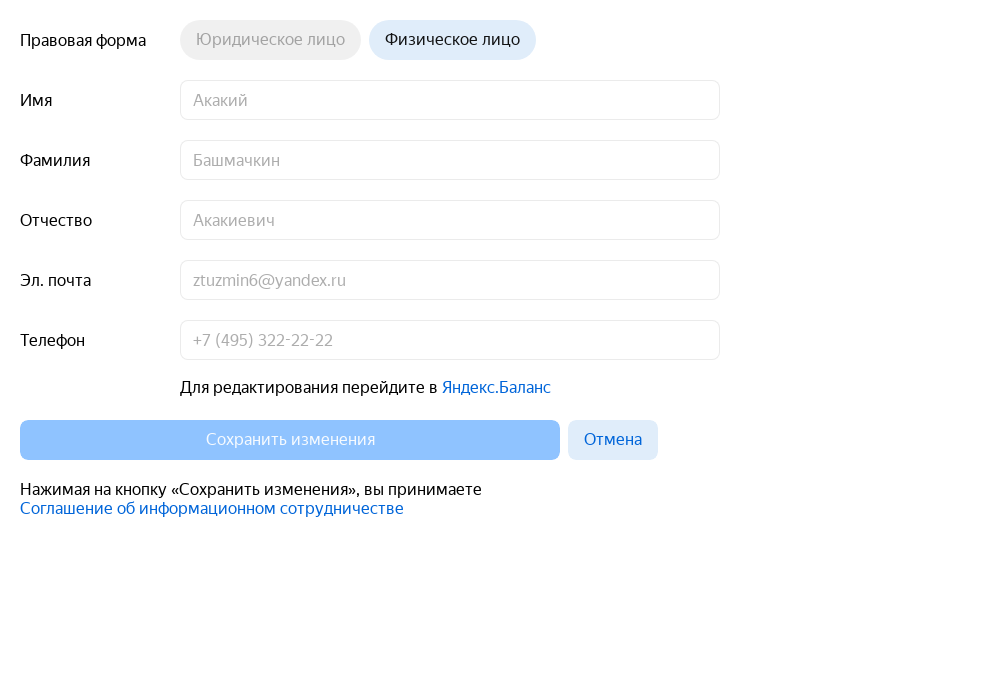 Правовая форма Юридическое лицо Физическое лицо
Имя Акакий
Фамилия Башмачкин
Отчество Акакиевич
Эл. почта ztuzmin6@yandex.ru
Телефон +7 (495) 322-22-22
Для редактирования перейдите в Яндекс.Баланс
Сохранить изменения Отмена
Нажимая на кнопку «Сохранить изменения», вы принимаете
Соглашение об информационном сотрудничестве